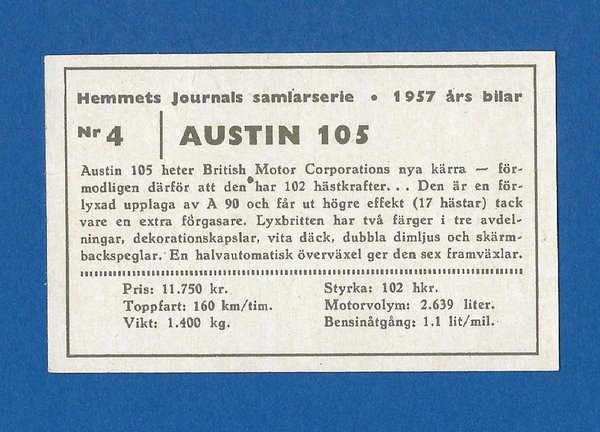 Hemmets Journals samlarserie • 1957 års bilar
Nr 4 AUSTIN 105
Austin 105 heter British Motor Corporations nya kärra — för-
modligen därför att den har 102 hästkrafter... Den är en för-
lyxad upplaga av A 90 och får ut högre effekt (17 hästar) tack
vare en extra förgasare. Lyxbritten har två färger i tre avdel-
ningar, dekorationskapslar, vita däck, dubbla dimljus och skärm-
backspeglar. En halvautomatisk överväxel ger den sex framväxlar.
Pris: 11.750 kr. Styrka: 102 hkr.
Toppfart: 160 km/tim. Motorvolym: 2.639 liter.
Vikt: 1.400 kg. Bensinåtgång: 1.1 lit/mil.